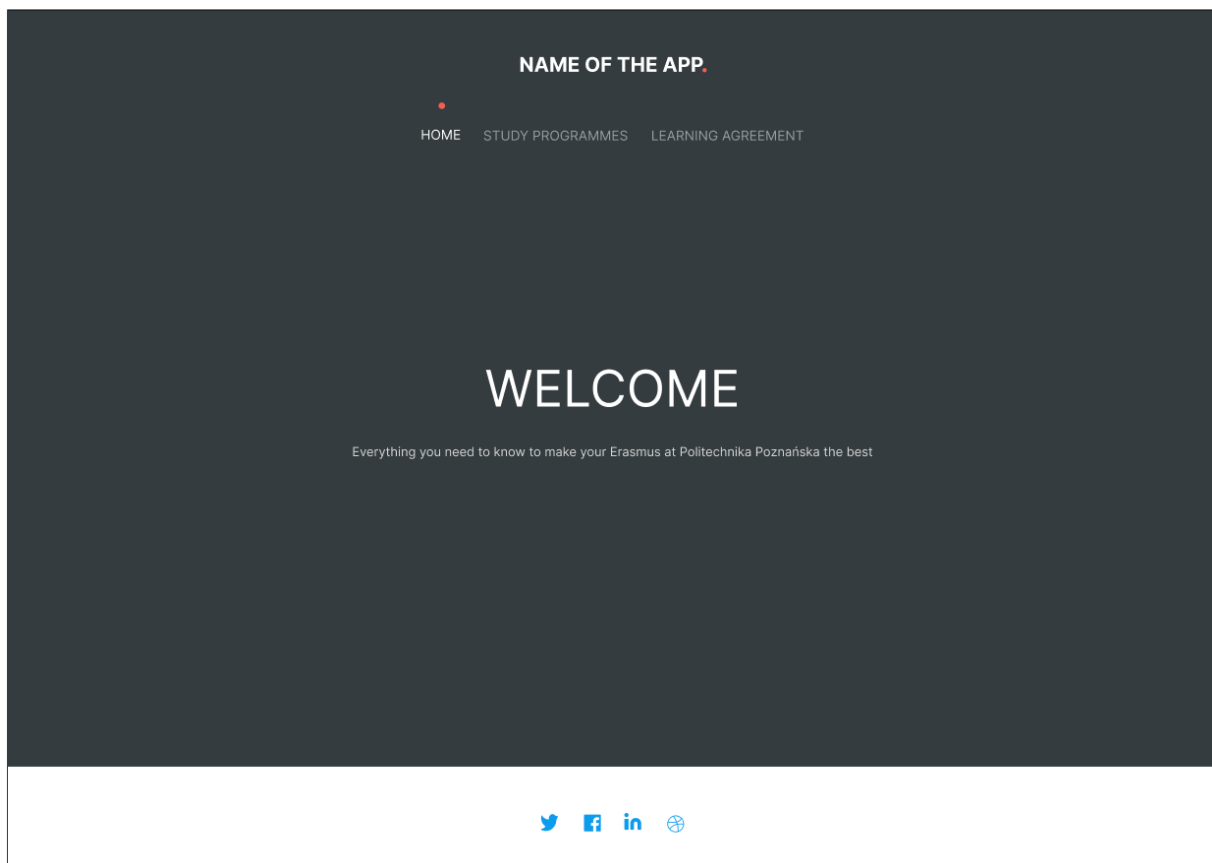 NAME OF THE APP.
HOME STUDY PROGRAMMES LEARNING AGREEMENT
WELCOME
Everything you need to know to make your Erasmus at Politechnika Poznańska the best